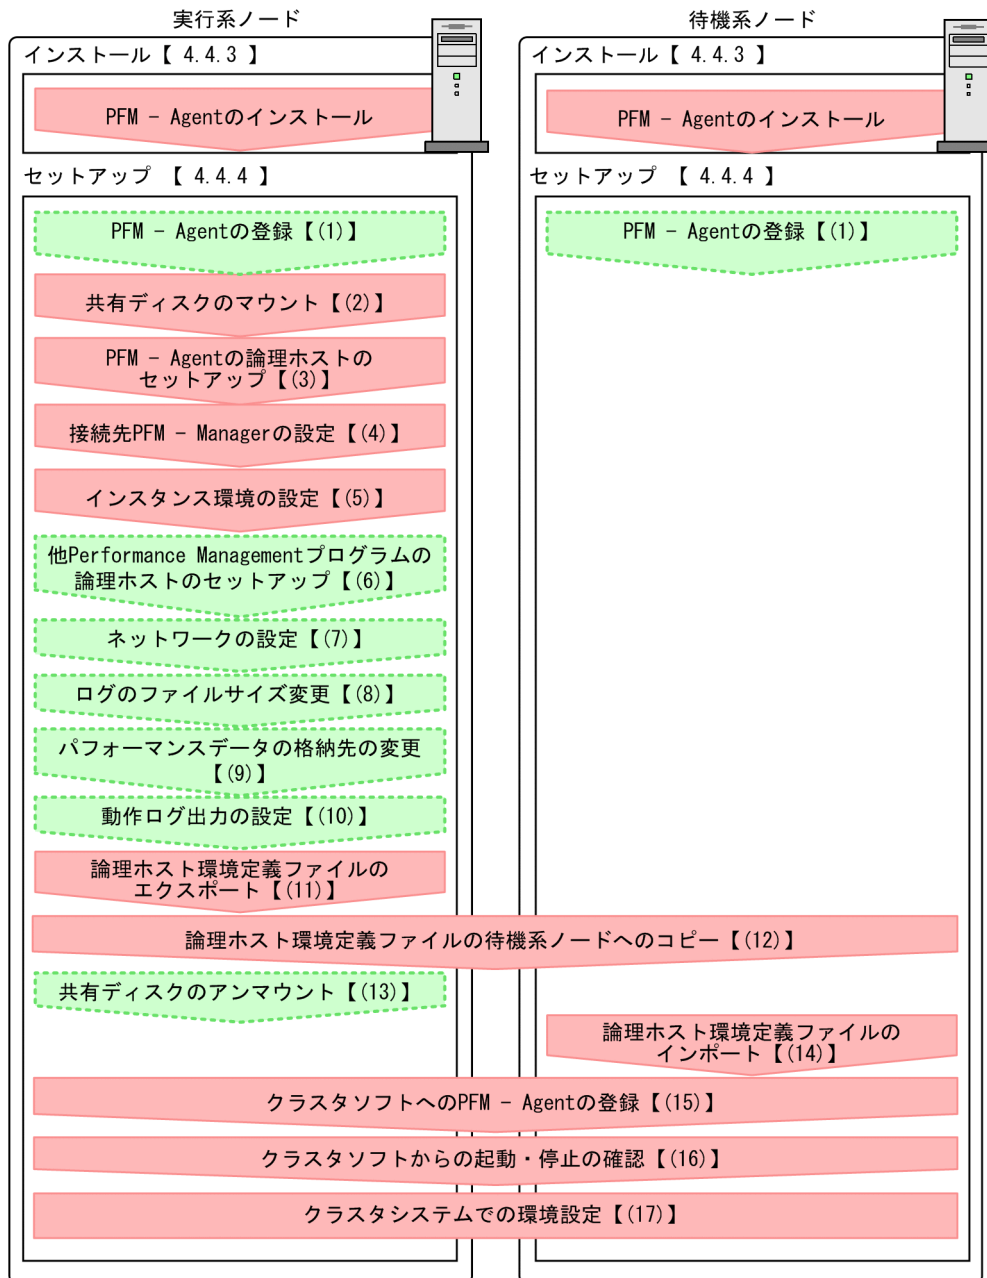 実行系ノード
待機系ノード
インストール【 4.4.3 】
インストール【 4.4.3 】
PFM - Agentのインストール
PFM - Agentのインストール
セットアップ 【 4.4.4 】
セットアップ 【 4.4.4 】
PFM - Agentの登録【(1)】
PFM - Agentの登録【(1)】
共有ディスクのマウント【(2)】
PFM - Agentの論理ホストの
セットアップ【(3)】
接続先PFM - Managerの設定【(4)】
インスタンス環境の設定【(5)】
他Performance Managementプログラムの
論理ホストのセットアップ【(6)】
ネットワークの設定【(7)】
ログのファイルサイズ変更【(8)】
パフォーマンスデータの格納先の変更
【(9)】
動作ログ出力の設定【(10)】
論理ホスト環境定義ファイルの
エクスポート【(11)】
論理ホスト環境定義ファイルの待機系ノードへのコピー【(12)】
共有ディスクのアンマウント【(13)】
論理ホスト環境定義ファイルの
インポート【(14)】
クラスタソフトへのPFM - Agentの登録【(15)】
クラスタソフトからの起動・停止の確認【(16)】
クラスタシステムでの環境設定【(17)】